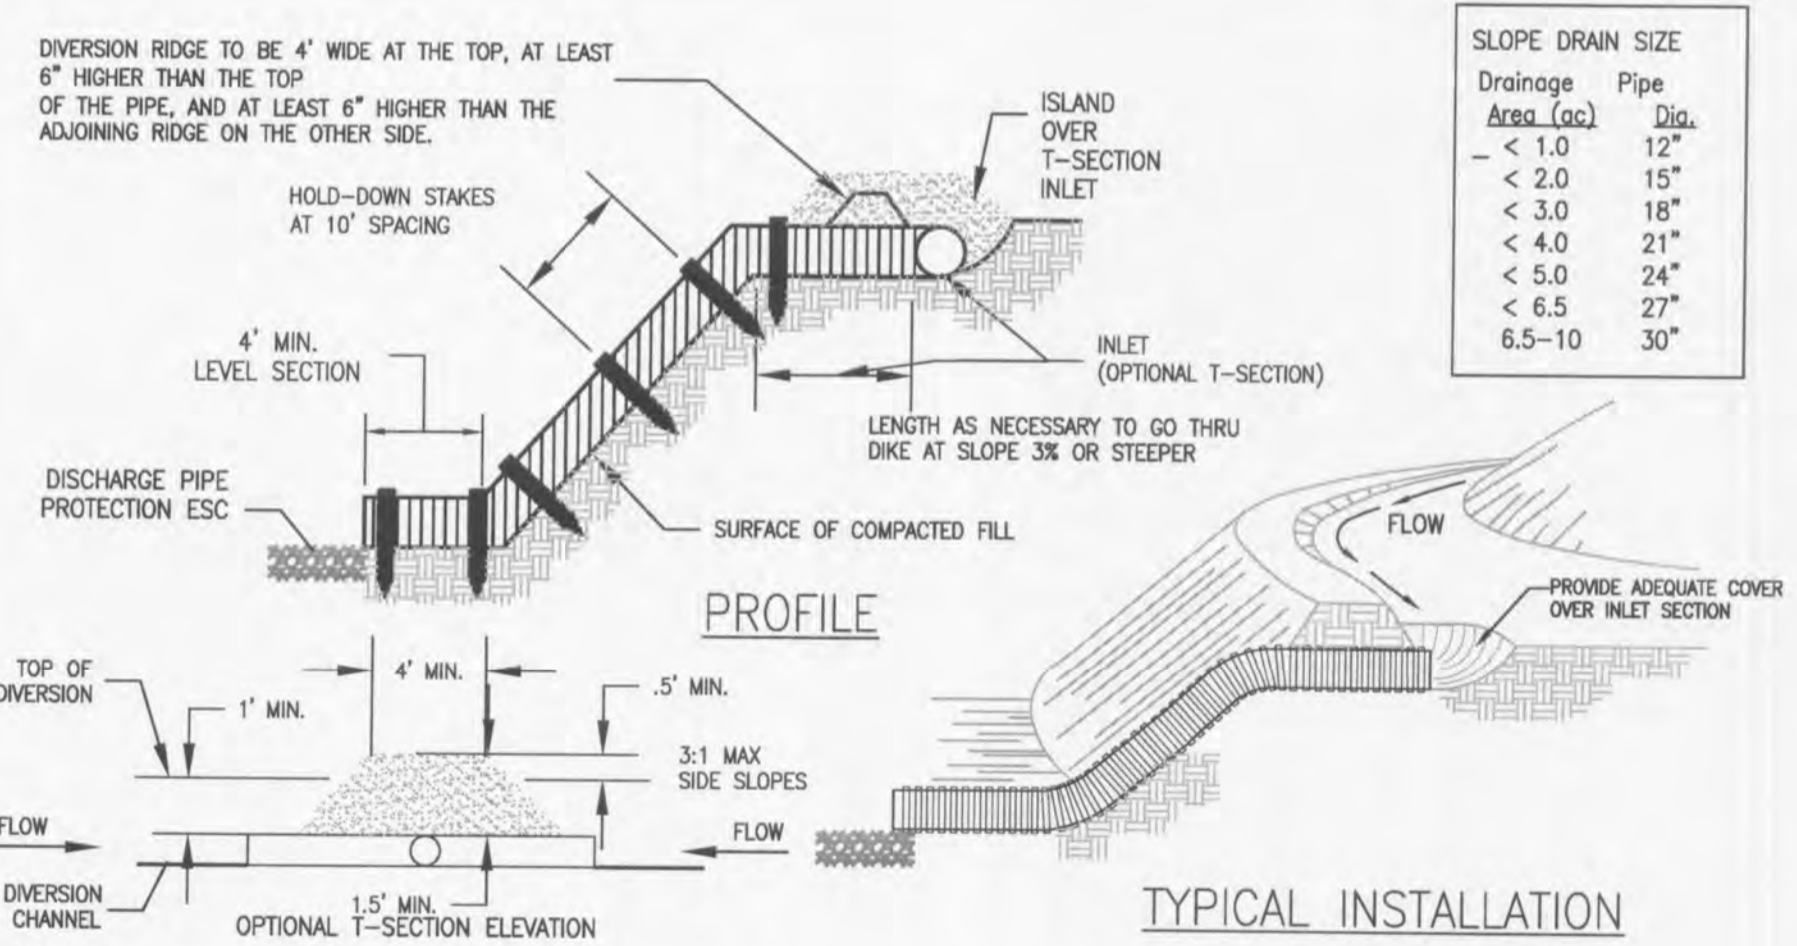 DIVERSION RIDGE TO BE 4' WIDE AT THE TOP, AT LEAST
6" HIGHER THAN THE TOP
OF THE PIPE, AND AT LEAST 6" HIGHER THAN THE
ADJOINING RIDGE ON THE OTHER SIDE.
HOLD-DOWN STAKES
AT 10' SPACING
ISLAND
OVER
T-SECTION
INLET
4' MIN.
LEVEL SECTION
INLET
(OPTIONAL T-SECTION)
LENGTH AS NECESSARY TO GO THRU
DIKE AT SLOPE 3% OR STEEPER
DISCHARGE PIPE
PROTECTION ESC
SURFACE OF COMPACTED FILL
PROFILE
SLOPE DRAIN SIZE
Drainage Pipe
Area (ac) Dia.
< 1.0 12"
< 2.0 15"
< 3.0 18"
< 4.0 21"
< 5.0 24"
< 6.5 27"
6.5-10 30"
TOP OF
DIVERSION
1' MIN.
4' MIN.
.5' MIN.
3:1 MAX
SIDE SLOPES
FLOW
FLOW
DIVERSION
CHANNEL
1.5' MIN.
OPTIONAL T-SECTION ELEVATION
FLOW
PROVIDE ADEQUATE COVER
OVER INLET SECTION
TYPICAL INSTALLATION